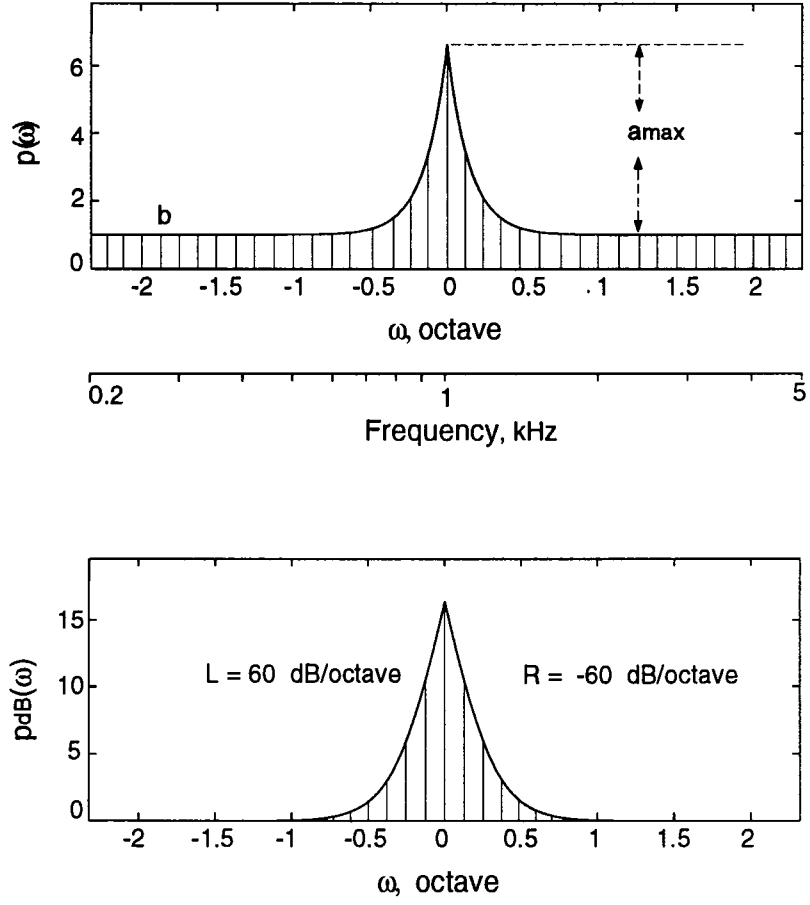 6
4
2
0
p(ω)
b
amax
-2 -1.5 -1 -0.5 0 0.5 .1 1.5 2
ω, octave
0.2 1 5
Frequency, kHz
15
10
5
0
pdB(ω)
L = 60 dB/octave
R = -60 dB/octave
-2 -1.5 -1 -0.5 0 0.5 1 1.5 2
ω, octave